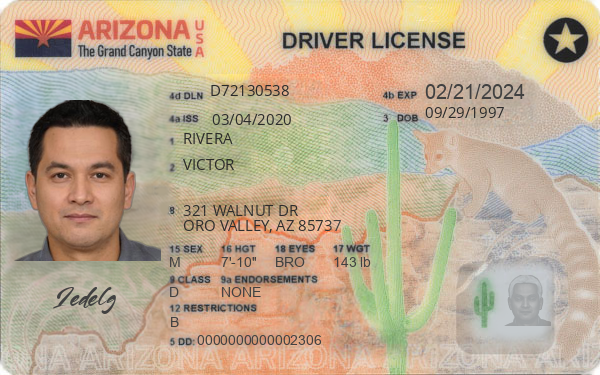 ARIZONA USA
The Grand Canyon State
DRIVER LICENSE
4d DLN D72130538
4b EXP 02/21/2024
4a ISS 03/04/2020
3 DOB 09/29/1997
1 RIVERA
2 VICTOR
8 321 WALNUT DR
ORO VALLEY, AZ 85737
15 SEX 16 HGT 18 EYES 17 WGT
M 7'-10" BRO 143 lb
9 CLASS 9a ENDORSEMENTS
D NONE
12 RESTRICTIONS
B
5 DD: 0000000000002306
ARIZONA ARIZONA ARIZONA ARIZONA